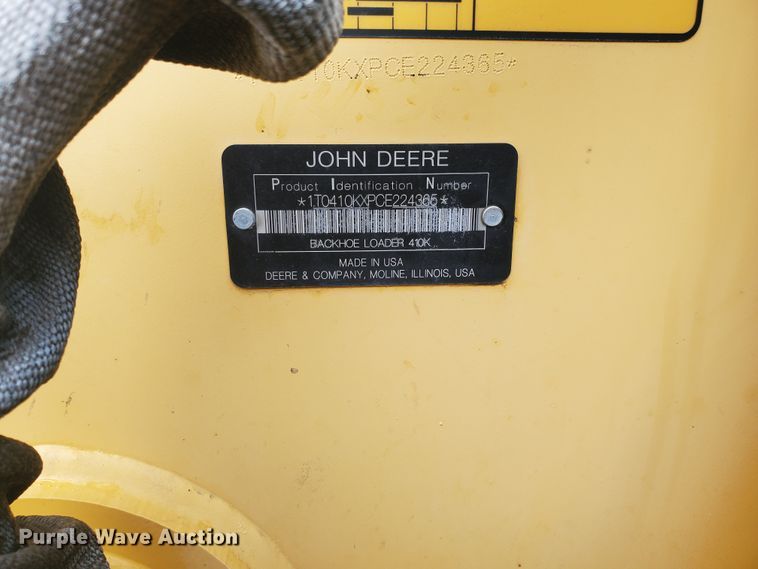 10KXPCE224365*
JOHN DEERE
Product Identification Number
*1T0410KXPCE224365*
BACKHOE LOADER 410K
MADE IN USA
DEERE & COMPANY, MOLINE, ILLINOIS, USA
Purple Wave Auction